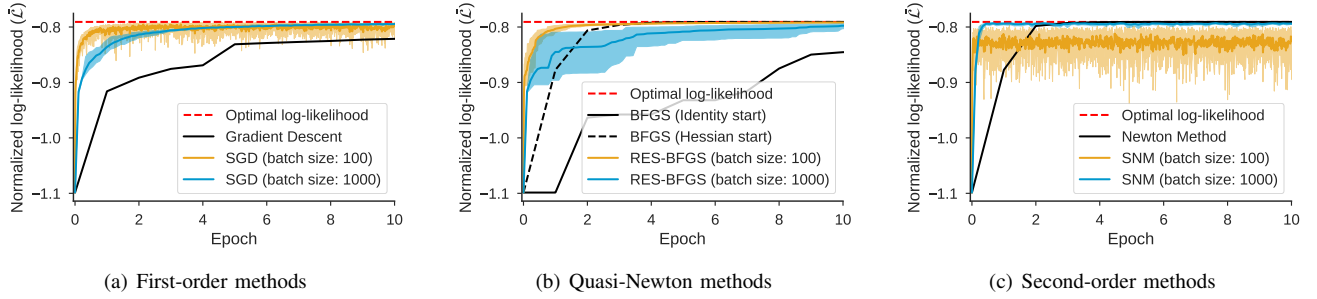 Normalized log-likelihood (ℒ̄)
−0.8
−0.9
−1.0
−1.1
Optimal log-likelihood
Gradient Descent
SGD (batch size: 100)
SGD (batch size: 1000)
0 2 4 6 8 10
Epoch
(a) First-order methods
Normalized log-likelihood (ℒ̄)
−0.8
−0.9
−1.0
−1.1
Optimal log-likelihood
BFGS (Identity start)
BFGS (Hessian start)
RES-BFGS (batch size: 100)
RES-BFGS (batch size: 1000)
0 2 4 6 8 10
Epoch
(b) Quasi-Newton methods
Normalized log-likelihood (ℒ̄)
−0.8
−0.9
−1.0
−1.1
Optimal log-likelihood
Newton Method
SNM (batch size: 100)
SNM (batch size: 1000)
0 2 4 6 8 10
Epoch
(c) Second-order methods